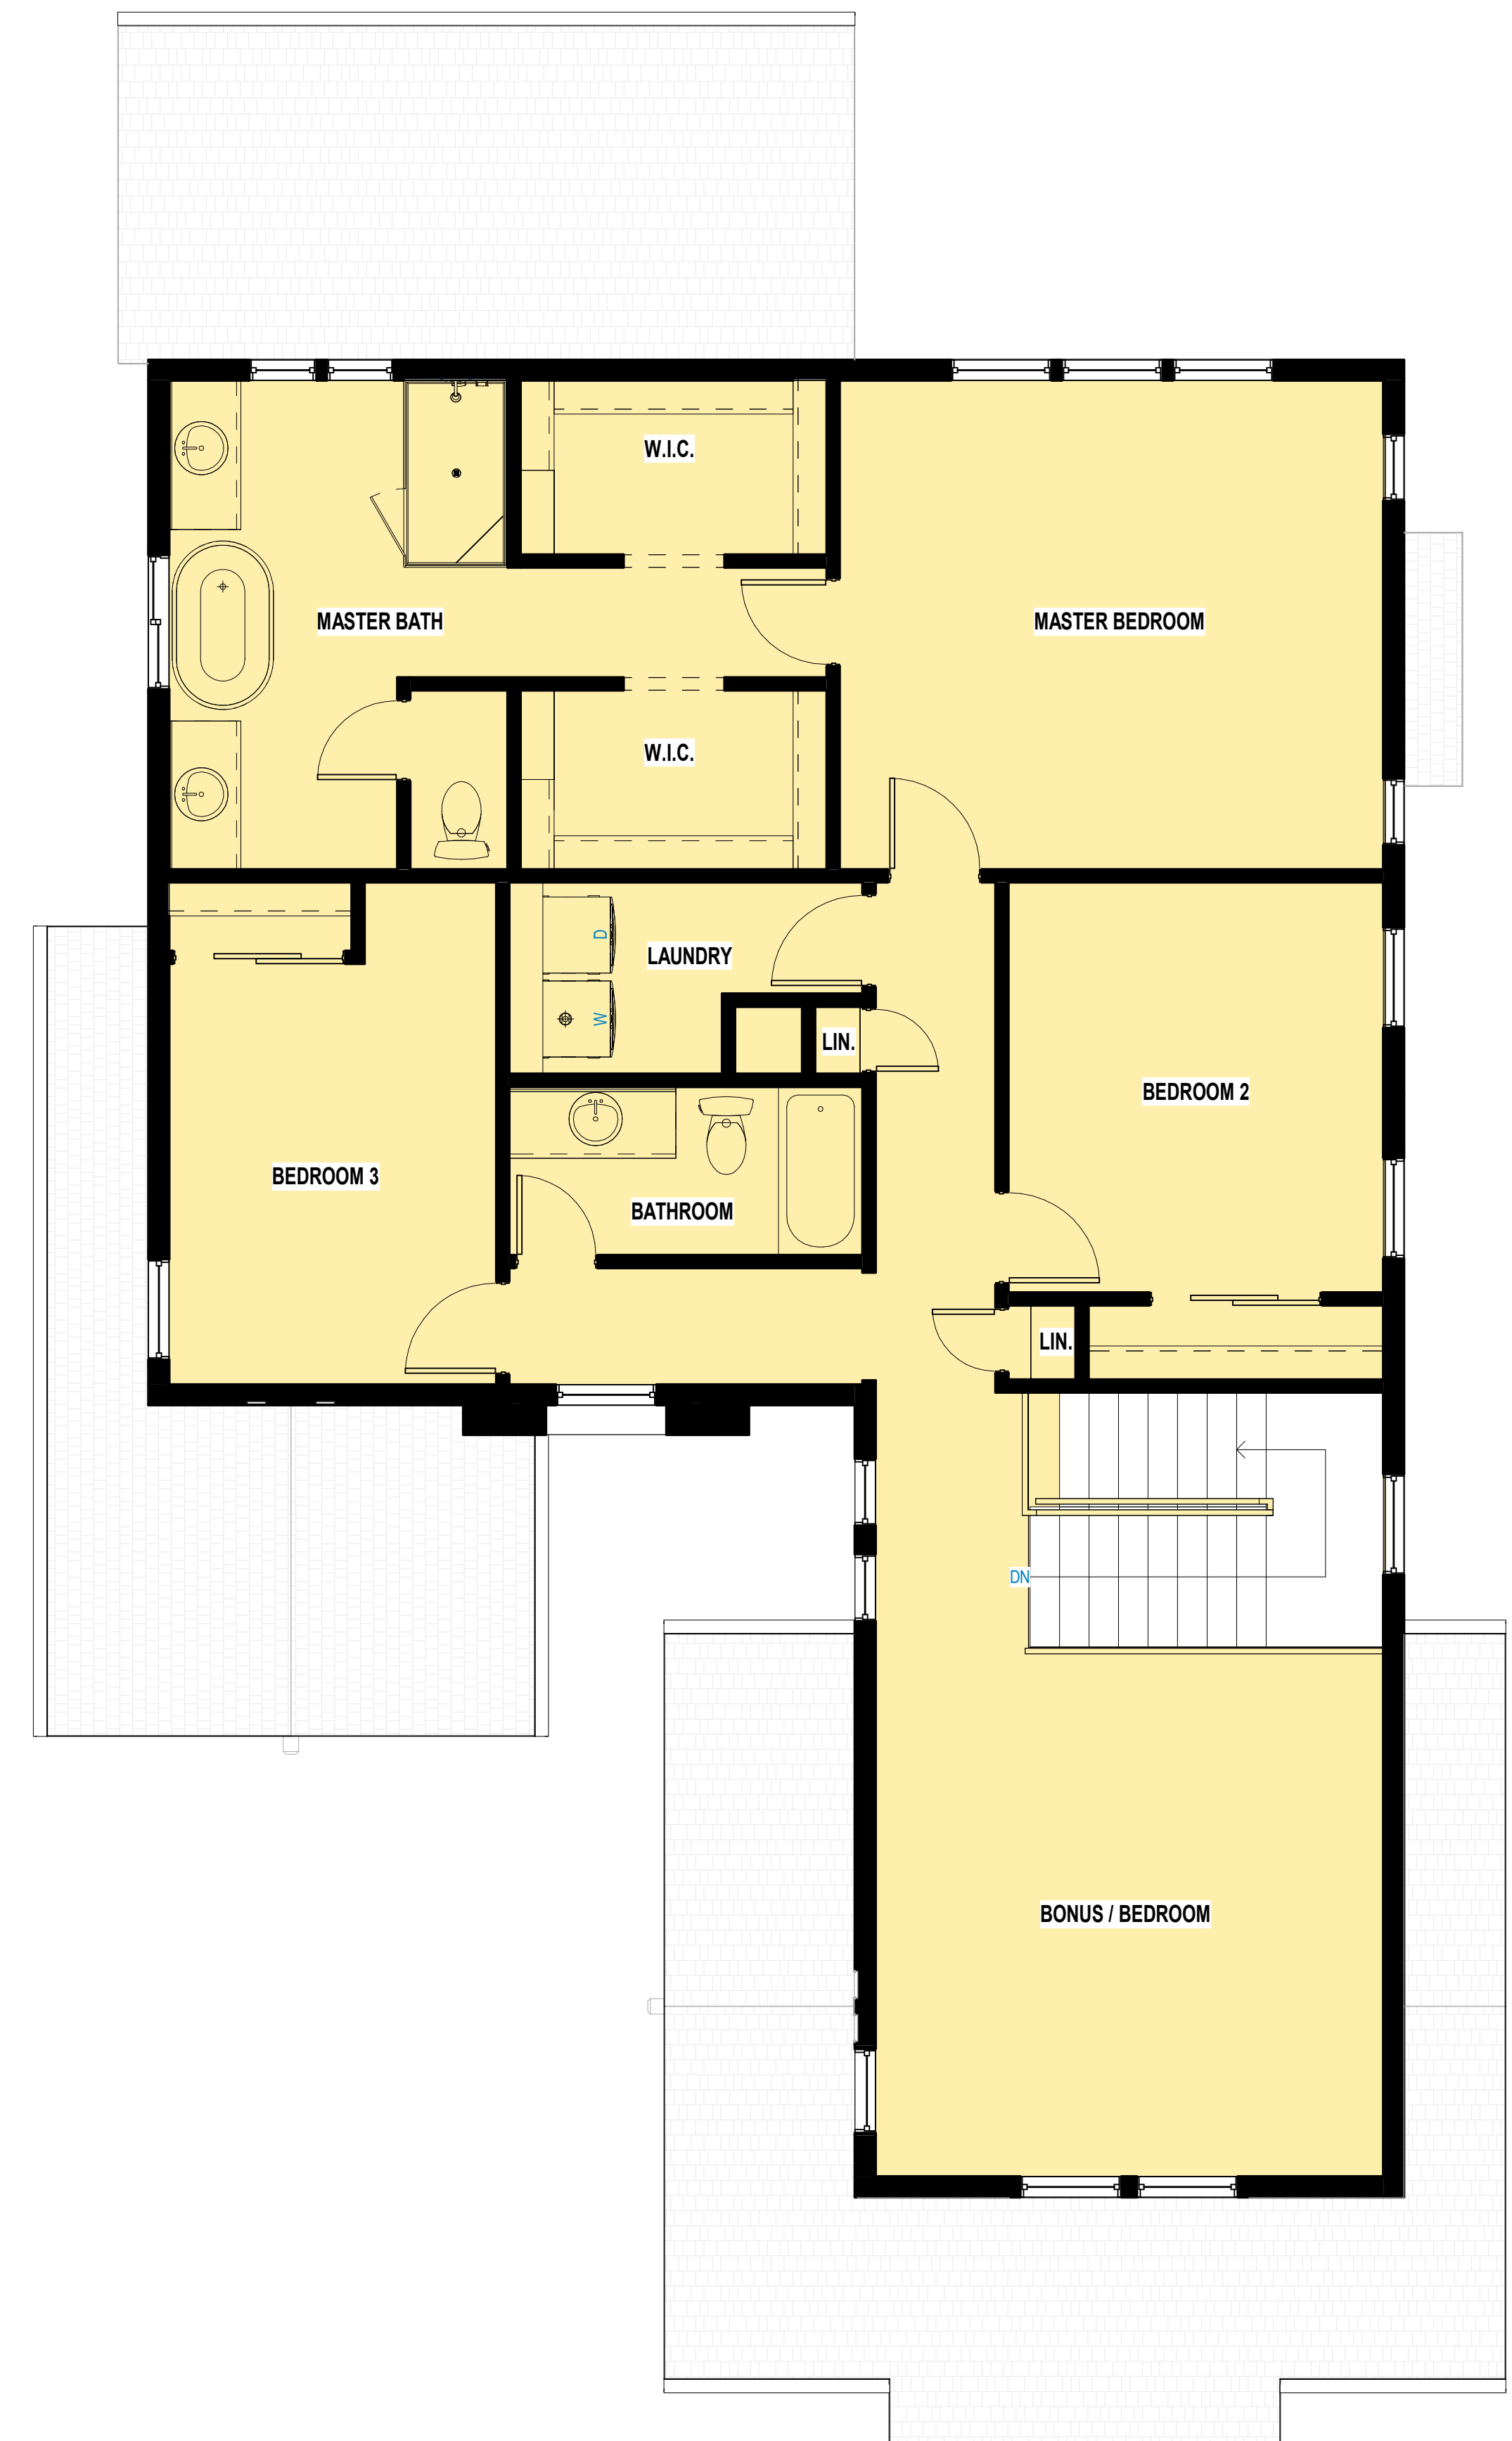 W.I.C.
MASTER BATH
MASTER BEDROOM
W.I.C.
D
LAUNDRY
W
LIN.
BEDROOM 2
BEDROOM 3
BATHROOM
LIN.
DN
BONUS / BEDROOM